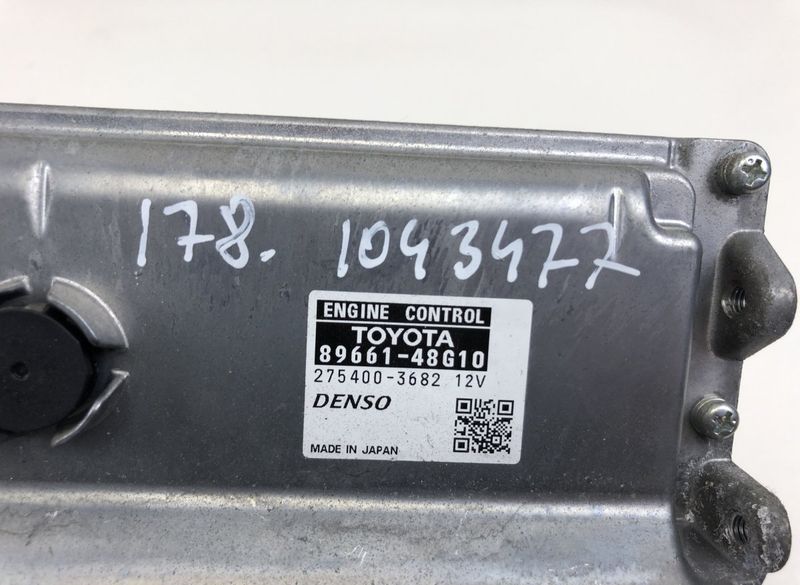 178. 1043477
ENGINE CONTROL
TOYOTA
89661-48G10
275400-3682 12V
DENSO
MADE IN JAPAN